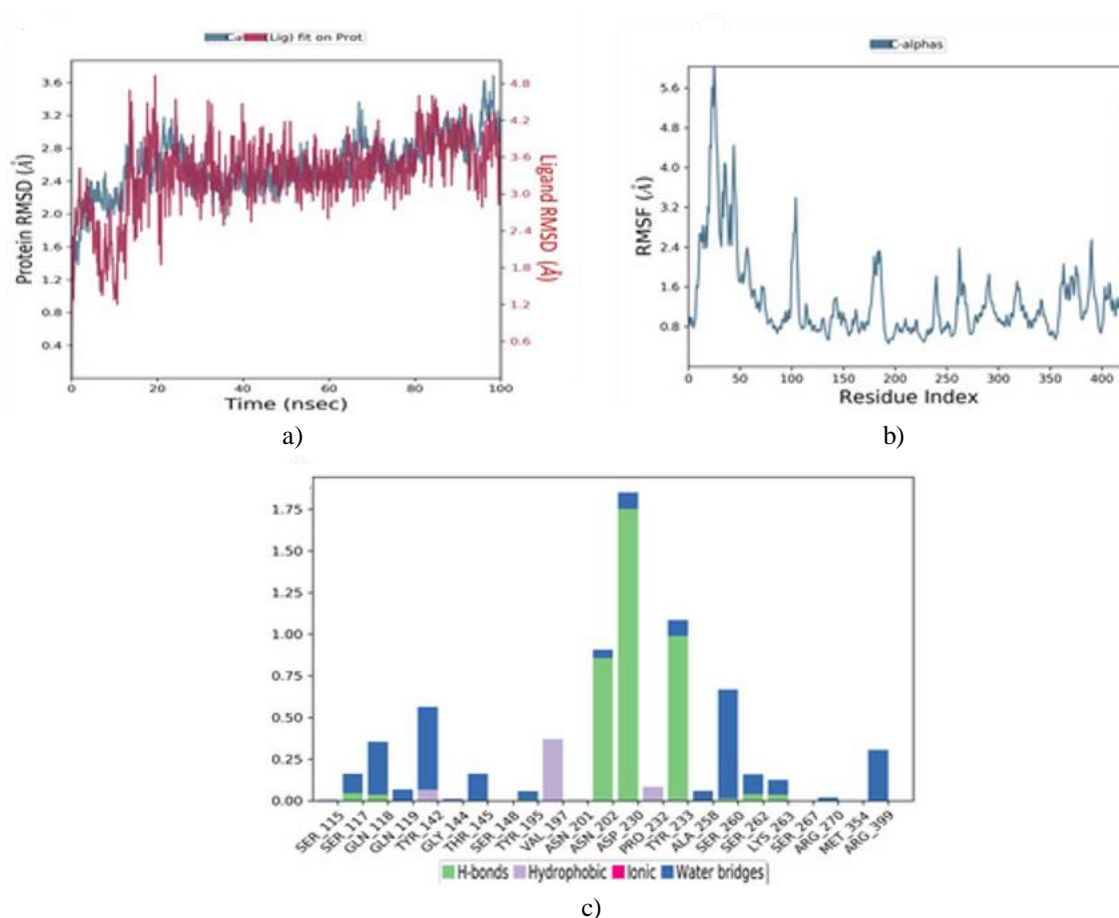 Ca (Lig) fit on Prot
C-alphas
3.6
3.2
2.8
2.4
2.0
1.6
1.2
0.8
0.4
Protein RMSD (Å)
4.8
4.2
3.6
3.0
2.4
1.8
1.2
0.6
Ligand RMSD (Å)
0 20 40 60 80 100
Time (nsec)
a)
5.6
4.8
4.0
3.2
2.4
1.6
0.8
RMSF (Å)
0 50 100 150 200 250 300 350 400
Residue Index
b)
1.75
1.50
1.25
1.00
0.75
0.50
0.25
0.00
SER_115
SER_117
GLN_118
GLN_119
TYR_142
GLY_144
THR_145
SER_148
TYR_195
VAL_197
ASN_201
ASN_202
ASP_230
PRO_232
TYR_233
ALA_258
SER_260
SER_262
LYS_263
SER_267
ARG_270
MET_354
ARG_399
H-bonds Hydrophobic Ionic Water bridges
c)